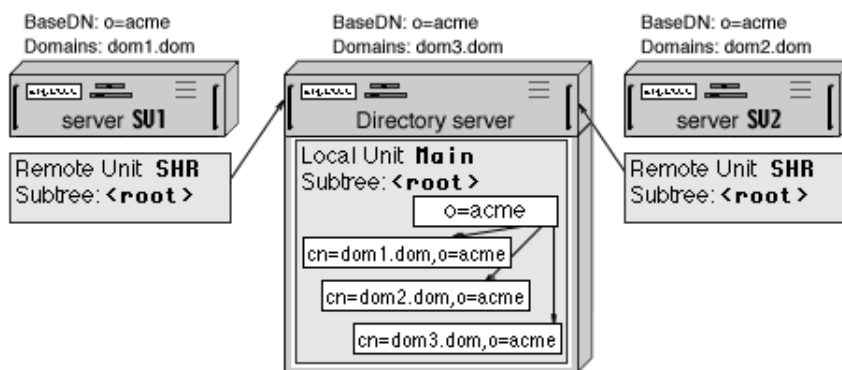 BaseDN: o=acme
Domains: dom1.dom
server SU1
Remote Unit SHR
Subtree: <root>
BaseDN: o=acme
Domains: dom3.dom
Directory server
Local Unit Main
Subtree: <root>
o=acme
cn=dom1.dom,o=acme
cn=dom2.dom,o=acme
cn=dom3.dom,o=acme
BaseDN: o=acme
Domains: dom2.dom
server SU2
Remote Unit SHR
Subtree: <root>